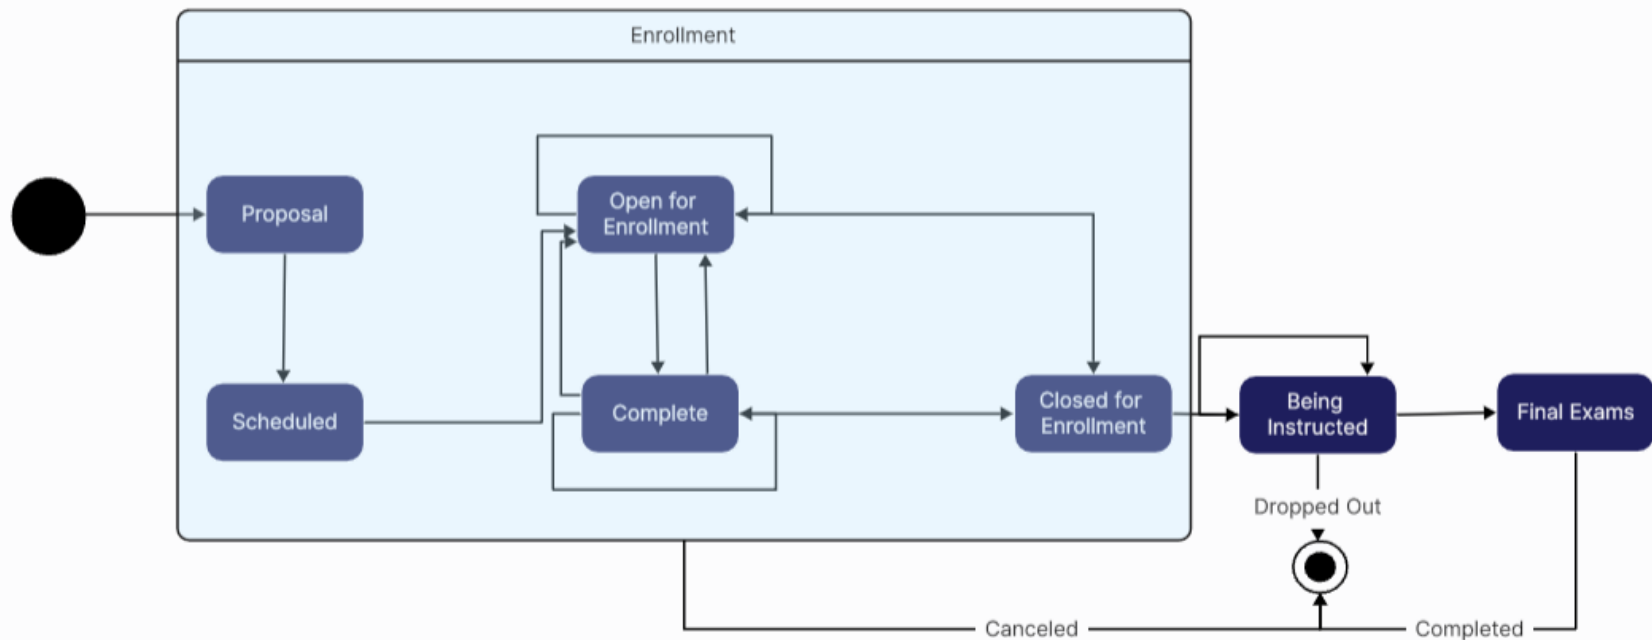 Enrollment
Proposal
Open for
Enrollment
Scheduled
Complete
Closed for
Enrollment
Being
Instructed
Final Exams
Dropped Out
Canceled
Completed